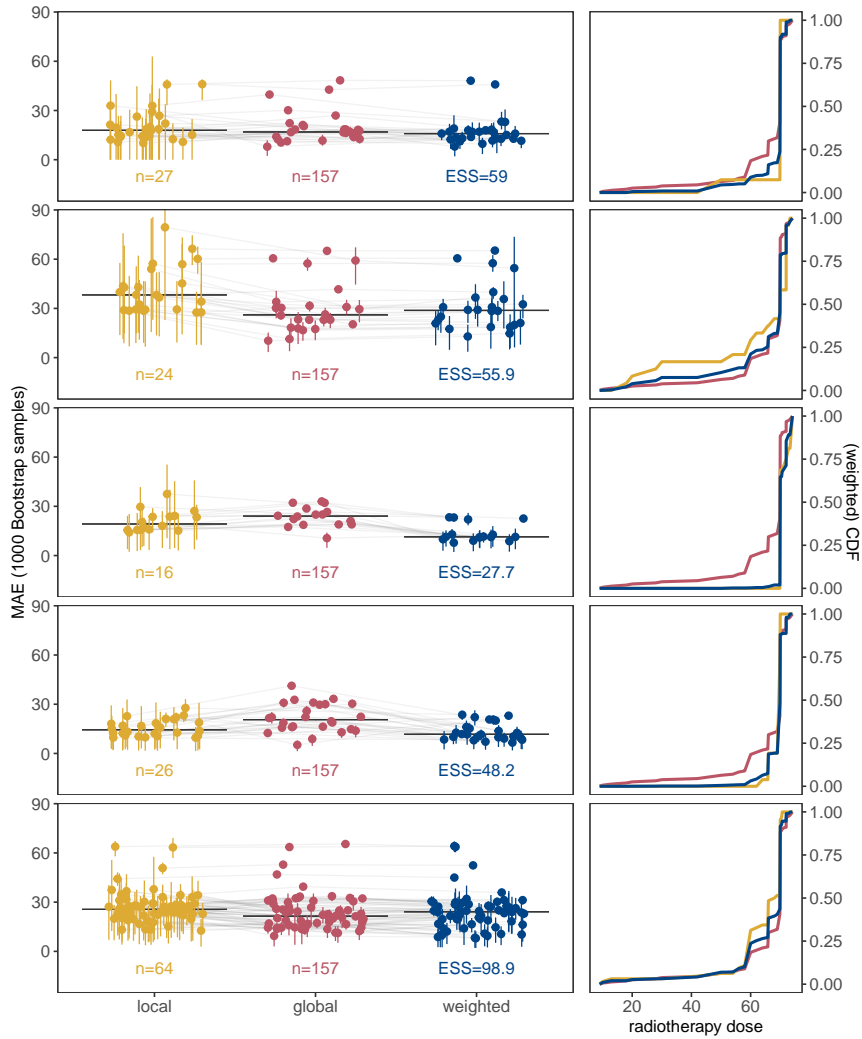 90
60
30
0
n=27
n=157
ESS=59
1.00
0.75
0.50
0.25
0.00
90
60
30
0
n=24
n=157
ESS=55.9
1.00
0.75
0.50
0.25
0.00
90
60
30
0
n=16
n=157
ESS=27.7
1.00
0.75
0.50
0.25
0.00
90
60
30
0
n=26
n=157
ESS=48.2
1.00
0.75
0.50
0.25
0.00
90
60
30
0
n=64
n=157
ESS=98.9
1.00
0.75
0.50
0.25
0.00
MAE (1000 Bootstrap samples)
(weighted) CDF
local
global
weighted
20
40
60
radiotherapy dose